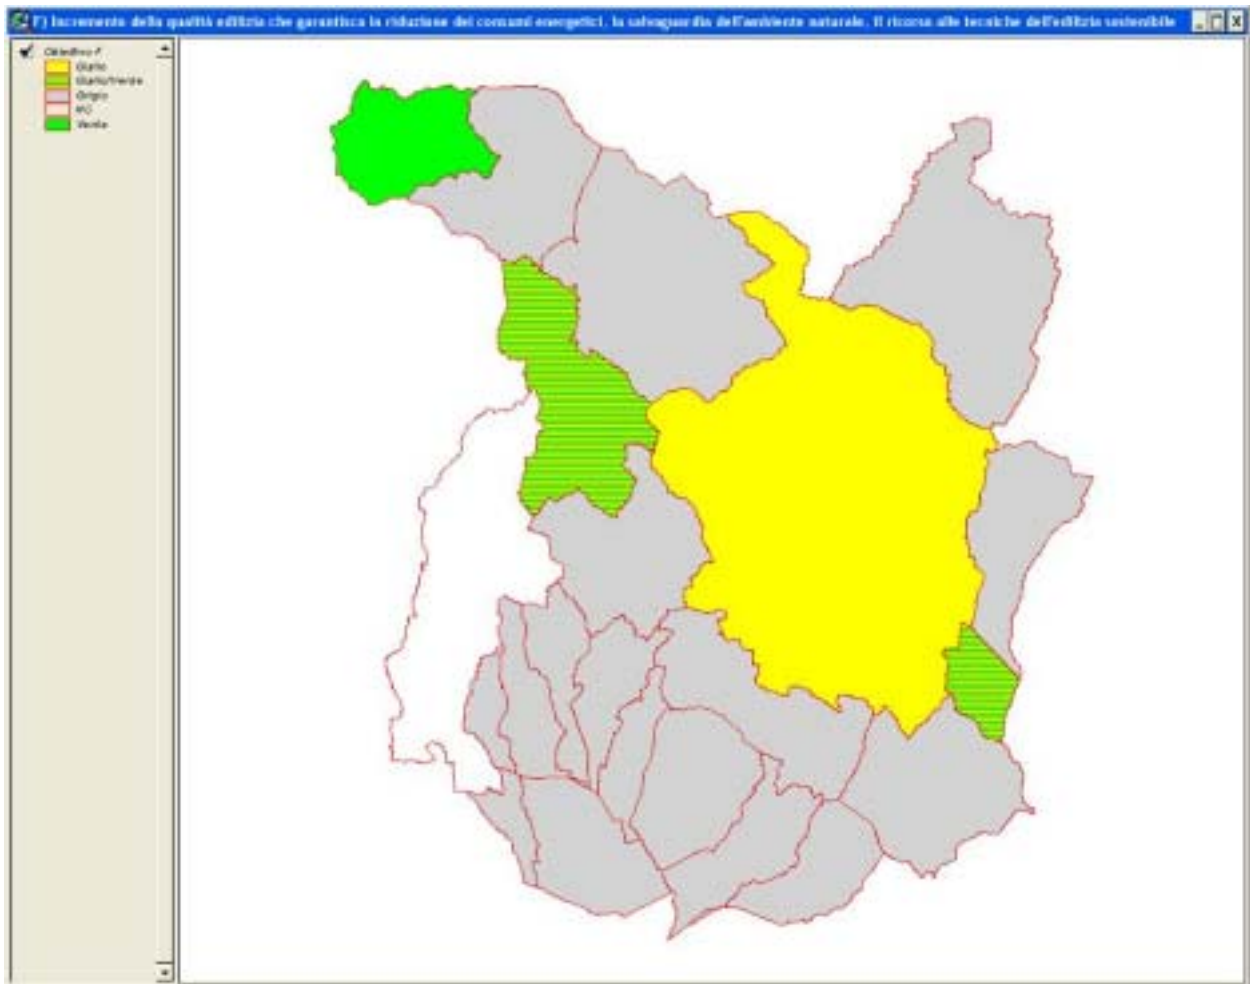 F) Incremento della qualità edilizia che garantisca la riduzione dei consumi energetici, la salvaguardia dell'ambiente naturale, il ricorso alle tecniche dell'edilizia sostenibile
Obiettivo F
Giallo
Giallo/Verde
Grigio
NC
Verde